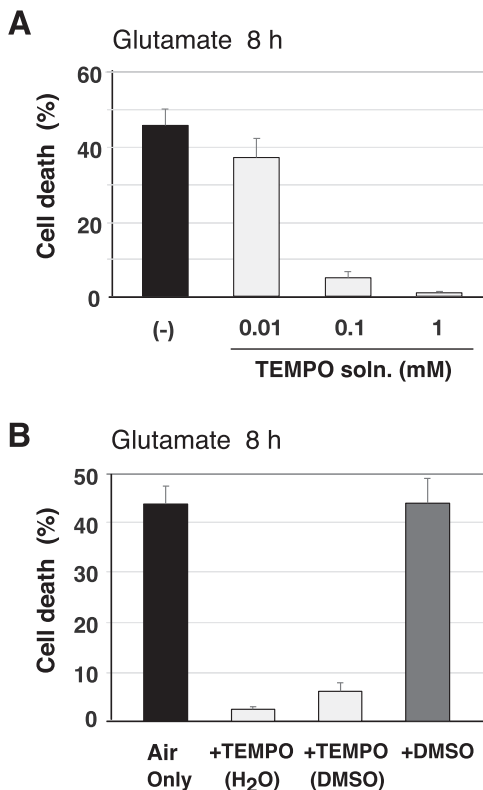 A
Glutamate 8 h
Cell death (%)
60
40
20
0
(-) 0.01 0.1 1
TEMPO soln. (mM)
B
Glutamate 8 h
Cell death (%)
50
40
30
20
10
0
Air +TEMPO +TEMPO +DMSO
Only (H2O) (DMSO)